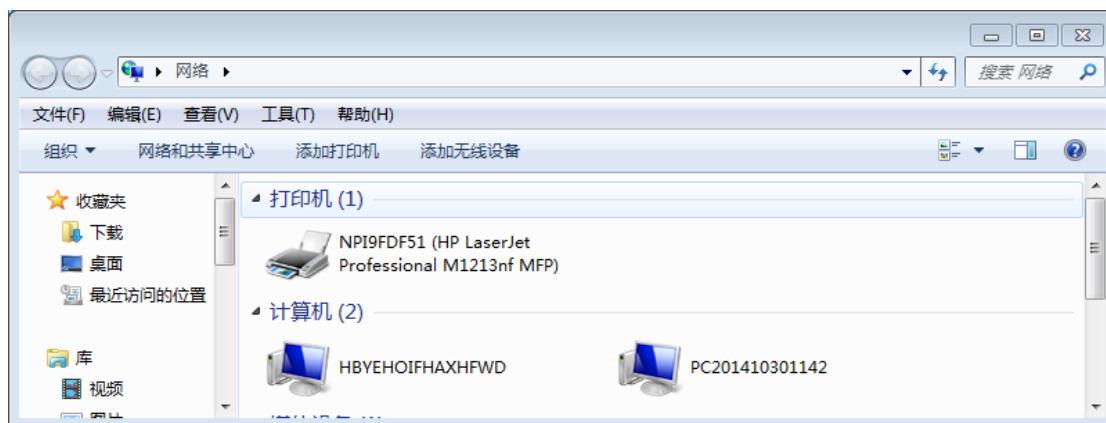 网络
搜索 网络
文件(F) 编辑(E) 查看(V) 工具(T) 帮助(H)
组织 网络和共享中心 添加打印机 添加无线设备
收藏夹
下载
桌面
最近访问的位置
库
视频
打印机 (1)
NPI9FDF51 (HP LaserJet
Professional M1213nf MFP)
计算机 (2)
HBYEHOIFHAXHFWD
PC201410301142